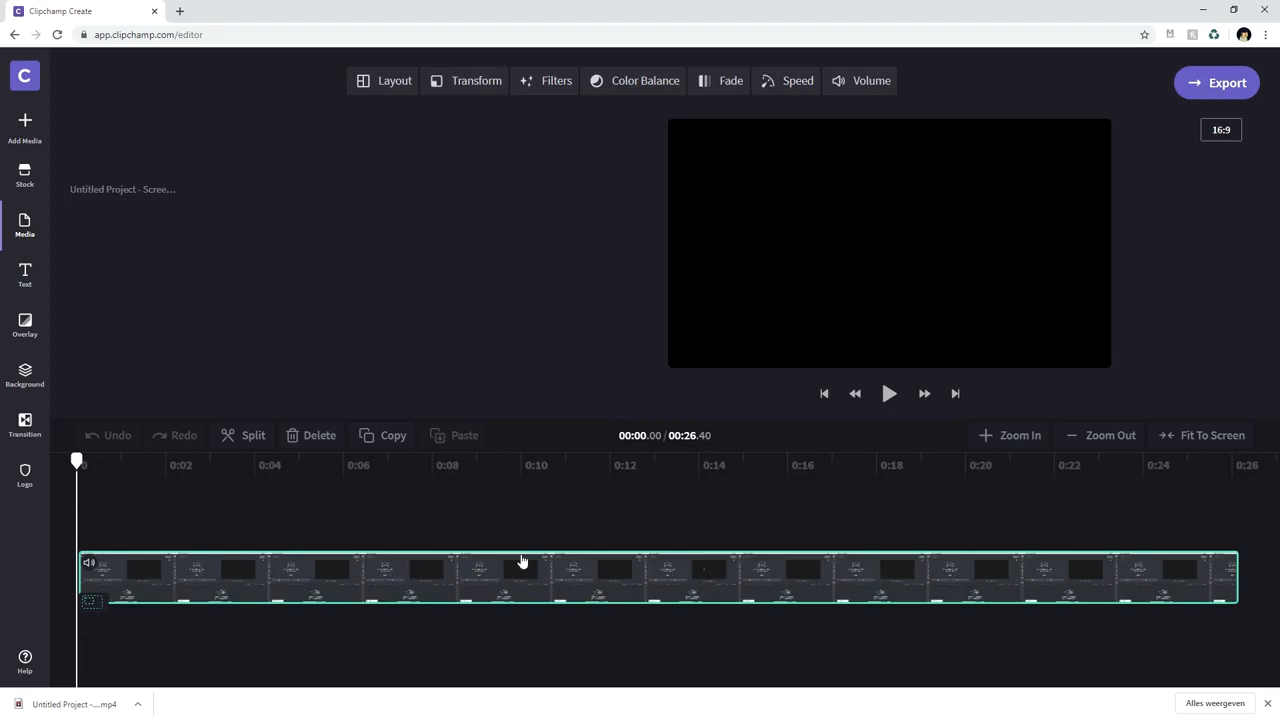 Clipchamp Create
app.clipchamp.com/editor
C
Layout
Transform
Filters
Color Balance
Fade
Speed
Volume
Export
Add Media
16:9
Stock
Untitled Project - Scree...
Media
Text
Overlay
Background
Transition
Undo
Redo
Split
Delete
Copy
Paste
00:00.00 / 00:26.40
Zoom In
Zoom Out
Fit To Screen
0 0:02 0:04 0:06 0:08 0:10 0:12 0:14 0:16 0:18 0:20 0:22 0:24 0:26
Logo
Help
Untitled Project -....mp4
Alles weergeven